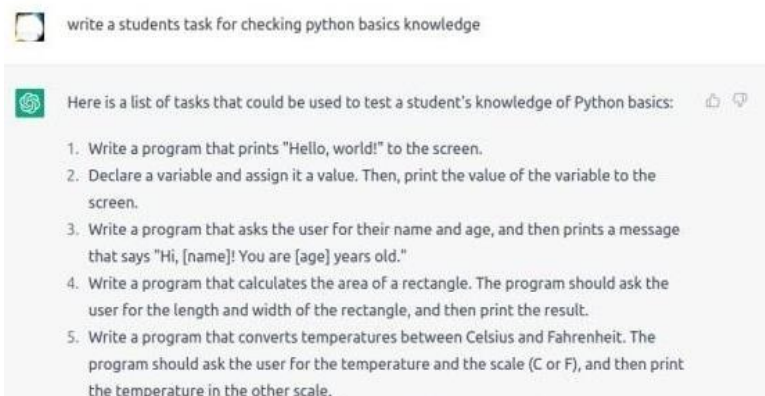 write a students task for checking python basics knowledge
Here is a list of tasks that could be used to test a student's knowledge of Python basics:
1. Write a program that prints "Hello, world!" to the screen.
2. Declare a variable and assign it a value. Then, print the value of the variable to the
screen.
3. Write a program that asks the user for their name and age, and then prints a message
that says "Hi, [name]! You are [age] years old."
4. Write a program that calculates the area of a rectangle. The program should ask the
user for the length and width of the rectangle, and then print the result.
5. Write a program that converts temperatures between Celsius and Fahrenheit. The
program should ask the user for the temperature and the scale (C or F), and then print
the temperature in the other scale.